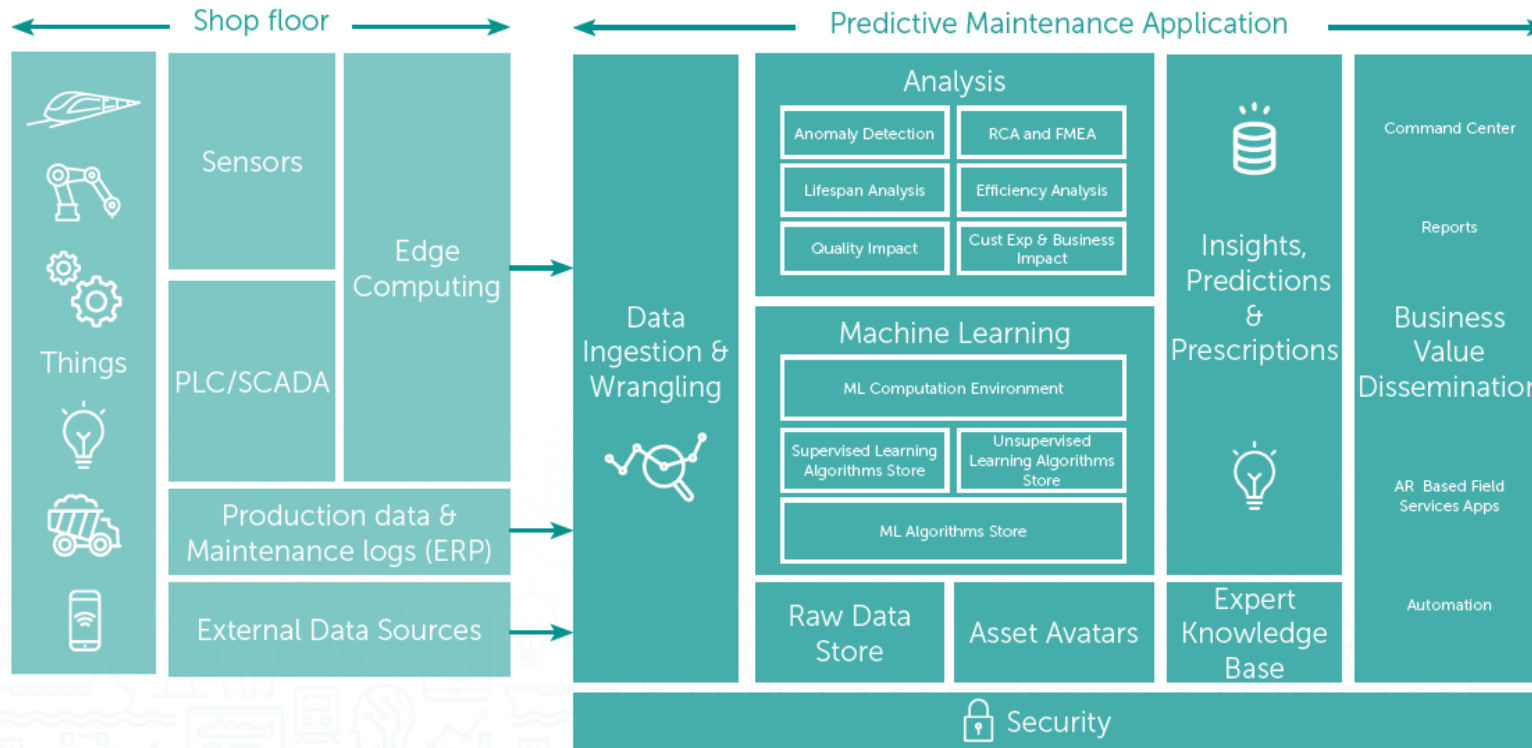 Shop floor
Predictive Maintenance Application
Things
Sensors
PLC/SCADA
Edge
Computing
Production data &
Maintenance logs (ERP)
External Data Sources
Data
Ingestion &
Wrangling
Analysis
Anomaly Detection
RCA and FMEA
Lifespan Analysis
Efficiency Analysis
Quality Impact
Cust Exp & Business
Impact
Machine Learning
ML Computation Environment
Supervised Learning
Algorithms Store
Unsupervised
Learning Algorithms
Store
ML Algorithms Store
Raw Data
Store
Asset Avatars
Insights,
Predictions
&
Prescriptions
Expert
Knowledge
Base
Command Center
Reports
Business
Value
Dissemination
AR Based Field
Services Apps
Automation
Security